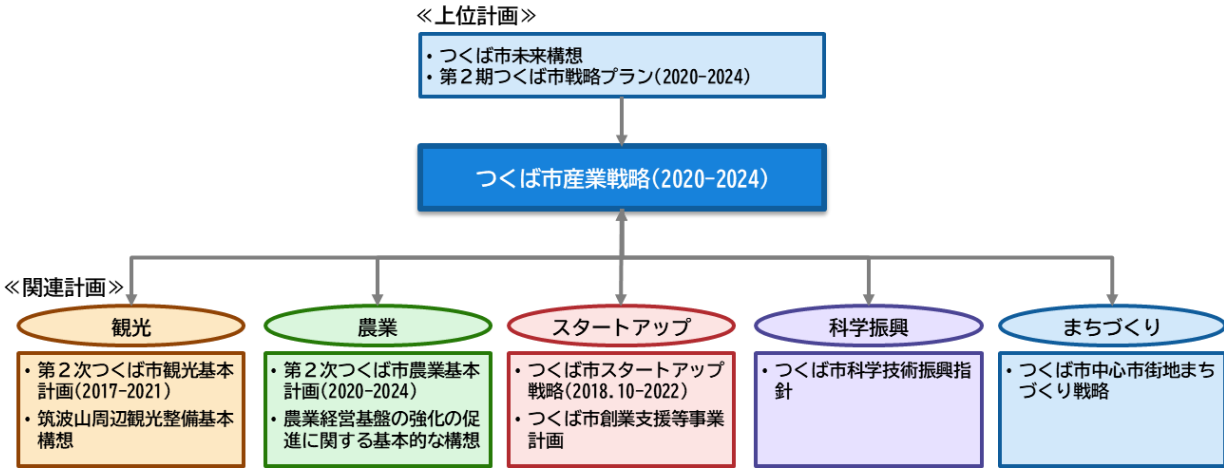 ≪上位計画≫
・つくば市未来構想
・第２期つくば市戦略プラン(2020-2024)
つくば市産業戦略(2020-2024)
≪関連計画≫
観光
・第２次つくば市観光基本
計画(2017-2021)
・筑波山周辺観光整備基本
構想
農業
・第２次つくば市農業基本
計画(2020-2024)
・農業経営基盤の強化の促
進に関する基本的な構想
スタートアップ
・つくば市スタートアップ
戦略(2018.10-2022)
・つくば市創業支援等事業
計画
科学振興
・つくば市科学技術振興指
針
まちづくり
・つくば市中心市街地まち
づくり戦略